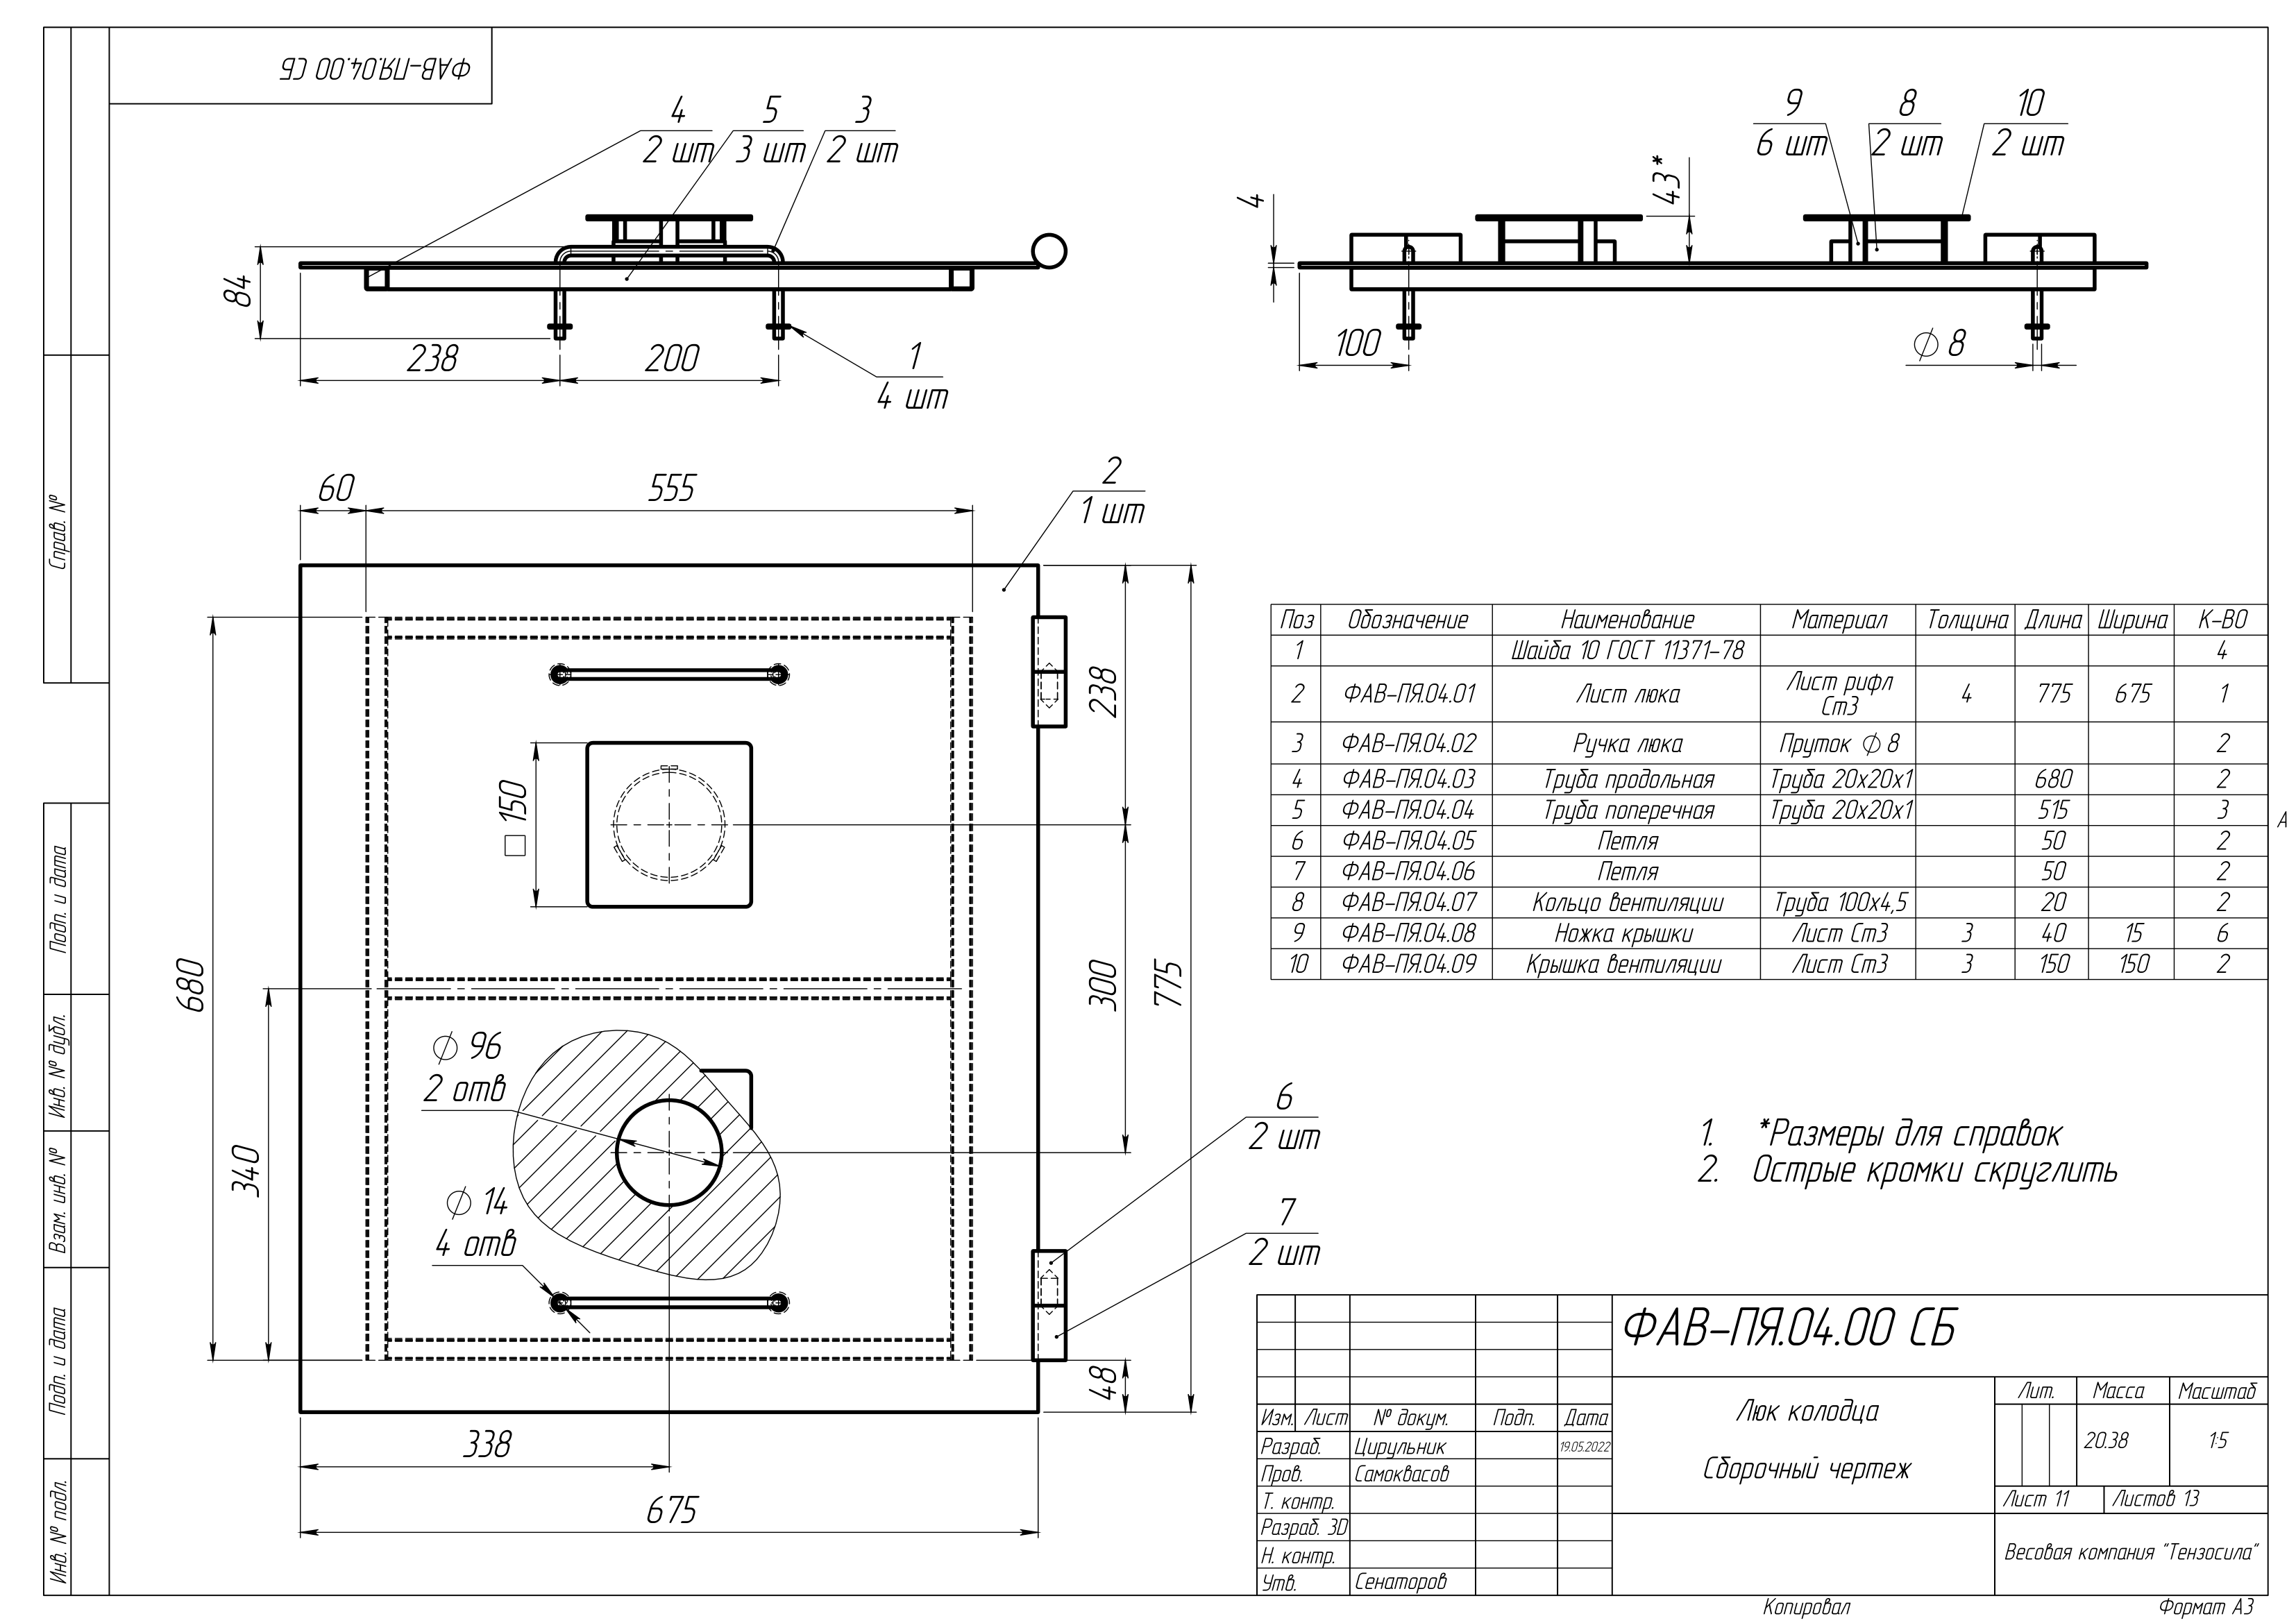 ФАВ-ПЯ.04.00 СБ
4
2 шт
5
3 шт
3
2 шт
84
238
200
1
4 шт
9
6 шт
8
2 шт
10
2 шт
4
43*
100
⌀ 8
60
555
2
1 шт
238
□ 150
680
300
775
⌀ 96
2 отв
340
⌀ 14
4 отв
6
2 шт
7
2 шт
48
338
675
Поз Обозначение Наименование Материал Толщина Длина Ширина К-ВО
1 Шайба 10 ГОСТ 11371-78 4
2 ФАВ-ПЯ.04.01 Лист люка Лист рифл Ст3 4 775 675 1
3 ФАВ-ПЯ.04.02 Ручка люка Пруток ⌀ 8 2
4 ФАВ-ПЯ.04.03 Труба продольная Труба 20х20х1 680 2
5 ФАВ-ПЯ.04.04 Труба поперечная Труба 20х20х1 515 3
6 ФАВ-ПЯ.04.05 Петля 50 2
7 ФАВ-ПЯ.04.06 Петля 50 2
8 ФАВ-ПЯ.04.07 Кольцо вентиляции Труба 100х4,5 20 2
9 ФАВ-ПЯ.04.08 Ножка крышки Лист Ст3 3 40 15 6
10 ФАВ-ПЯ.04.09 Крышка вентиляции Лист Ст3 3 150 150 2
А
1. *Размеры для справок
2. Острые кромки скруглить
ФАВ-ПЯ.04.00 СБ
Люк колодца
Сборочный чертеж
Лит. Масса Масштаб
20.38 1:5
Лист 11 Листов 13
Весовая компания "Тензосила"
Изм. Лист № докум. Подп. Дата
Разраб. Цирульник 19.05.2022
Пров. Самоквасов
Т. контр.
Разраб. 3D
Н. контр.
Утв. Сенаторов
Копировал Формат А3
Справ. №
Подп. и дата
Инв. № дубл.
Взам. инв. №
Подп. и дата
Инв. № подл.